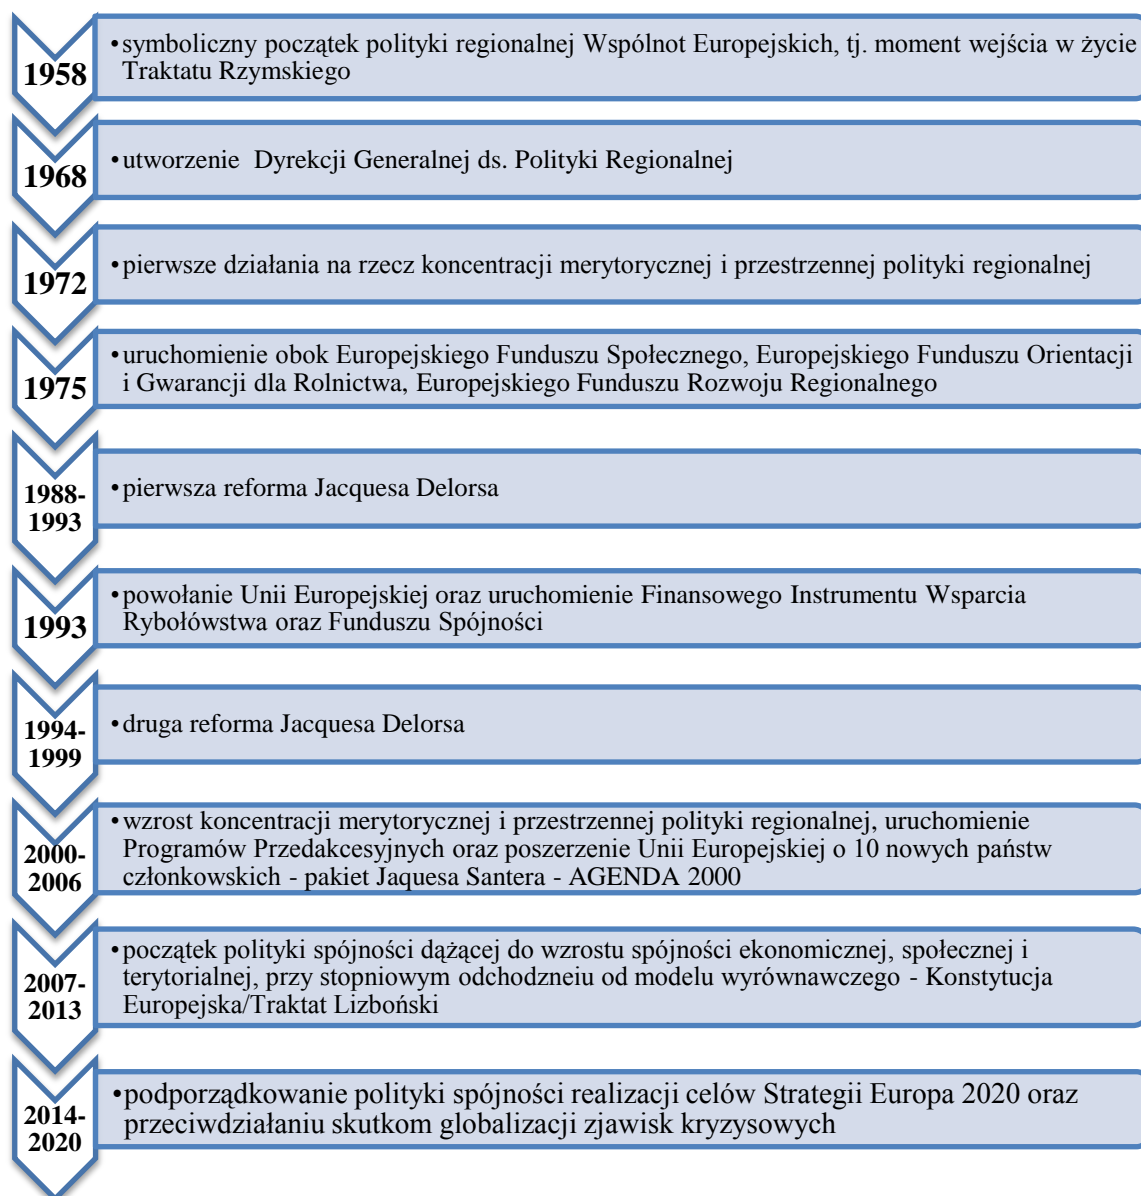 1958
•symboliczny początek polityki regionalnej Wspólnot Europejskich, tj. moment wejścia w życie
Traktatu Rzymskiego
1968
•utworzenie Dyrekcji Generalnej ds. Polityki Regionalnej
1972
•pierwsze działania na rzecz koncentracji merytorycznej i przestrzennej polityki regionalnej
1975
•uruchomienie obok Europejskiego Funduszu Społecznego, Europejskiego Funduszu Orientacji
i Gwarancji dla Rolnictwa, Europejskiego Funduszu Rozwoju Regionalnego
1988-
1993
•pierwsza reforma Jacquesa Delorsa
1993
•powołanie Unii Europejskiej oraz uruchomienie Finansowego Instrumentu Wsparcia
Rybołówstwa oraz Funduszu Spójności
1994-
1999
•druga reforma Jacquesa Delorsa
2000-
2006
•wzrost koncentracji merytorycznej i przestrzennej polityki regionalnej, uruchomienie
Programów Przedakcesyjnych oraz poszerzenie Unii Europejskiej o 10 nowych państw
członkowskich - pakiet Jaquesa Santera - AGENDA 2000
2007-
2013
•początek polityki spójności dążącej do wzrostu spójności ekonomicznej, społecznej i
terytorialnej, przy stopniowym odchodzneiu od modelu wyrównawczego - Konstytucja
Europejska/Traktat Lizboński
2014-
2020
•podporządkowanie polityki spójności realizacji celów Strategii Europa 2020 oraz
przeciwdziałaniu skutkom globalizacji zjawisk kryzysowych